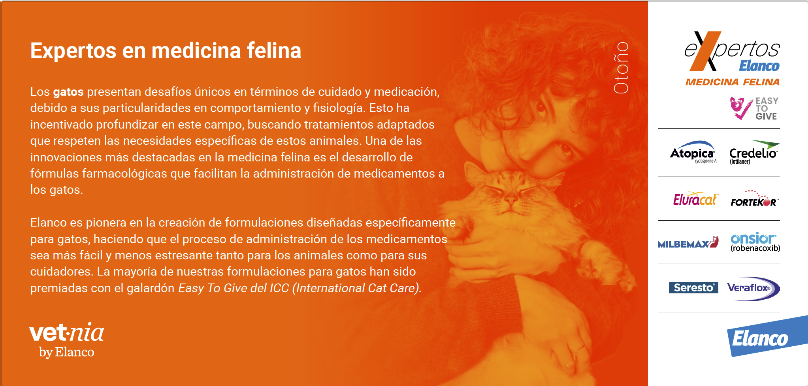 Expertos en medicina felina
Los gatos presentan desafíos únicos en términos de cuidado y medicación,
debido a sus particularidades en comportamiento y fisiología. Esto ha
incentivado profundizar en este campo, buscando tratamientos adaptados
que respeten las necesidades específicas de estos animales. Una de las
innovaciones más destacadas en la medicina felina es el desarrollo de
fórmulas farmacológicas que facilitan la administración de medicamentos a
los gatos.
Elanco es pionera en la creación de formulaciones diseñadas específicamente
para gatos, haciendo que el proceso de administración de los medicamentos
sea más fácil y menos estresante tanto para los animales como para sus
cuidadores. La mayoría de nuestras formulaciones para gatos han sido
premiadas con el galardón Easy To Give del ICC (International Cat Care).
vet·nia
by Elanco
Otoño
eXpertos
Elanco
MEDICINA FELINA
EASY
TO
GIVE
Atopica
Credelio
(lotilaner)
Eluracat
FORTEKOR
MILBEMAX
onsior
(robenacoxib)
Seresto
Veraflox
Elanco